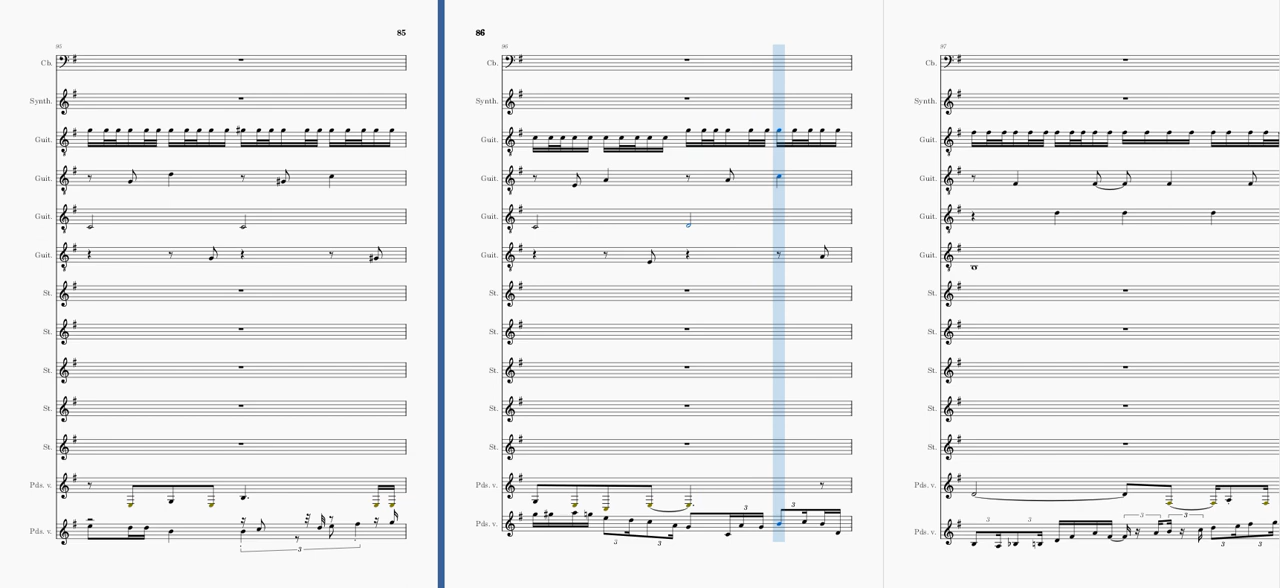 85
95
Cb.
Synth.
Guit.
Guit.
Guit.
Guit.
St.
St.
St.
St.
St.
Pds. v.
Pds. v.
3
86
96
Cb.
Synth.
Guit.
Guit.
Guit.
Guit.
St.
St.
St.
St.
St.
Pds. v.
Pds. v.
3 3 3 3
97
Cb.
Synth.
Guit.
Guit.
Guit.
Guit.
St.
St.
St.
St.
St.
Pds. v.
Pds. v.
3 3 3 3 3 3